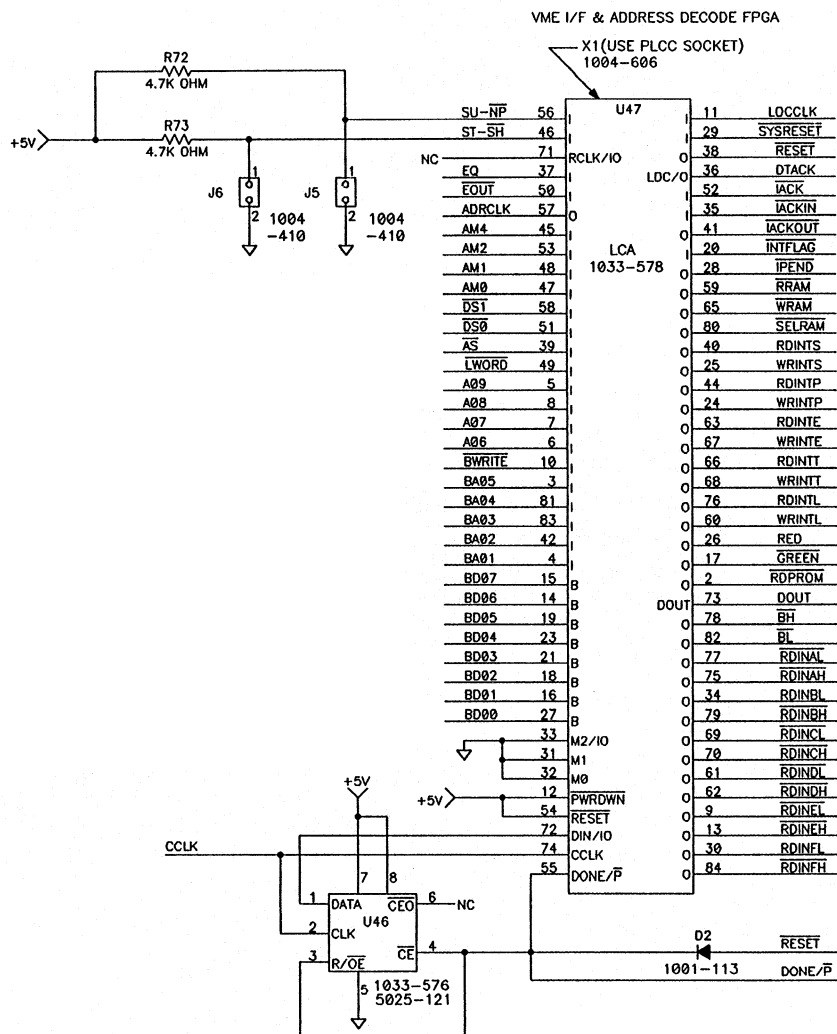 VME I/F & ADDRESS DECODE FPGA
X1(USE PLCC SOCKET)
1004-606
R72
4.7K OHM
+5V
R73
4.7K OHM
J6
1
2
1004
-410
J5
1
2
1004
-410
U47
LCA
1033-578
SU-NP 56 I
ST-SH 46 I
NC 71 RCLK/IO
EQ 37 I
EOUT 50 I
ADRCLK 57 O
AM4 45 I
AM2 53 I
AM1 48 I
AM0 47 I
DS1 58 I
DS0 51 I
AS 39 I
LWORD 49 I
A09 5 I
A08 8 I
A07 7 I
A06 6 I
BWRITE 10 I
BA05 3 I
BA04 81 I
BA03 83 I
BA02 42 I
BA01 4 I
BD07 15 B
BD06 14 B
BD05 19 B
BD04 23 B
BD03 21 B
BD02 18 B
BD01 16 B
BD00 27 B
33 M2/IO
31 M1
32 M0
+5V
12 PWRDWN
54 RESET
72 DIN/IO
CCLK
74 CCLK
55 DONE/P
I 11 LOCCLK
I 29 SYSRESET
O 38 RESET
LDC/O 36 DTACK
I 52 IACK
I 35 IACKIN
O 41 IACKOUT
I 20 INTFLAG
O 28 IPEND
O 59 RRAM
O 65 WRAM
O 80 SELRAM
O 40 RDINTS
O 25 WRINTS
O 44 RDINTP
O 24 WRINTP
O 63 RDINTE
O 67 WRINTE
O 66 RDINTT
O 68 WRINTT
O 76 RDINTL
O 60 WRINTL
O 26 RED
O 17 GREEN
O 2 RDPROM
DOUT 73 DOUT
O 78 BH
O 82 BL
O 77 RDINAL
O 75 RDINAH
O 34 RDINBL
O 79 RDINBH
O 69 RDINCL
O 70 RDINCH
O 61 RDINDL
O 62 RDINDH
O 9 RDINEL
O 13 RDINEH
O 30 RDINFL
O 84 RDINFH
+5V
7 8
1 DATA
CEO 6 NC
U46
2 CLK
CE 4
3 R/OE
5
1033-576
5025-121
D2
1001-113
RESET
DONE/P